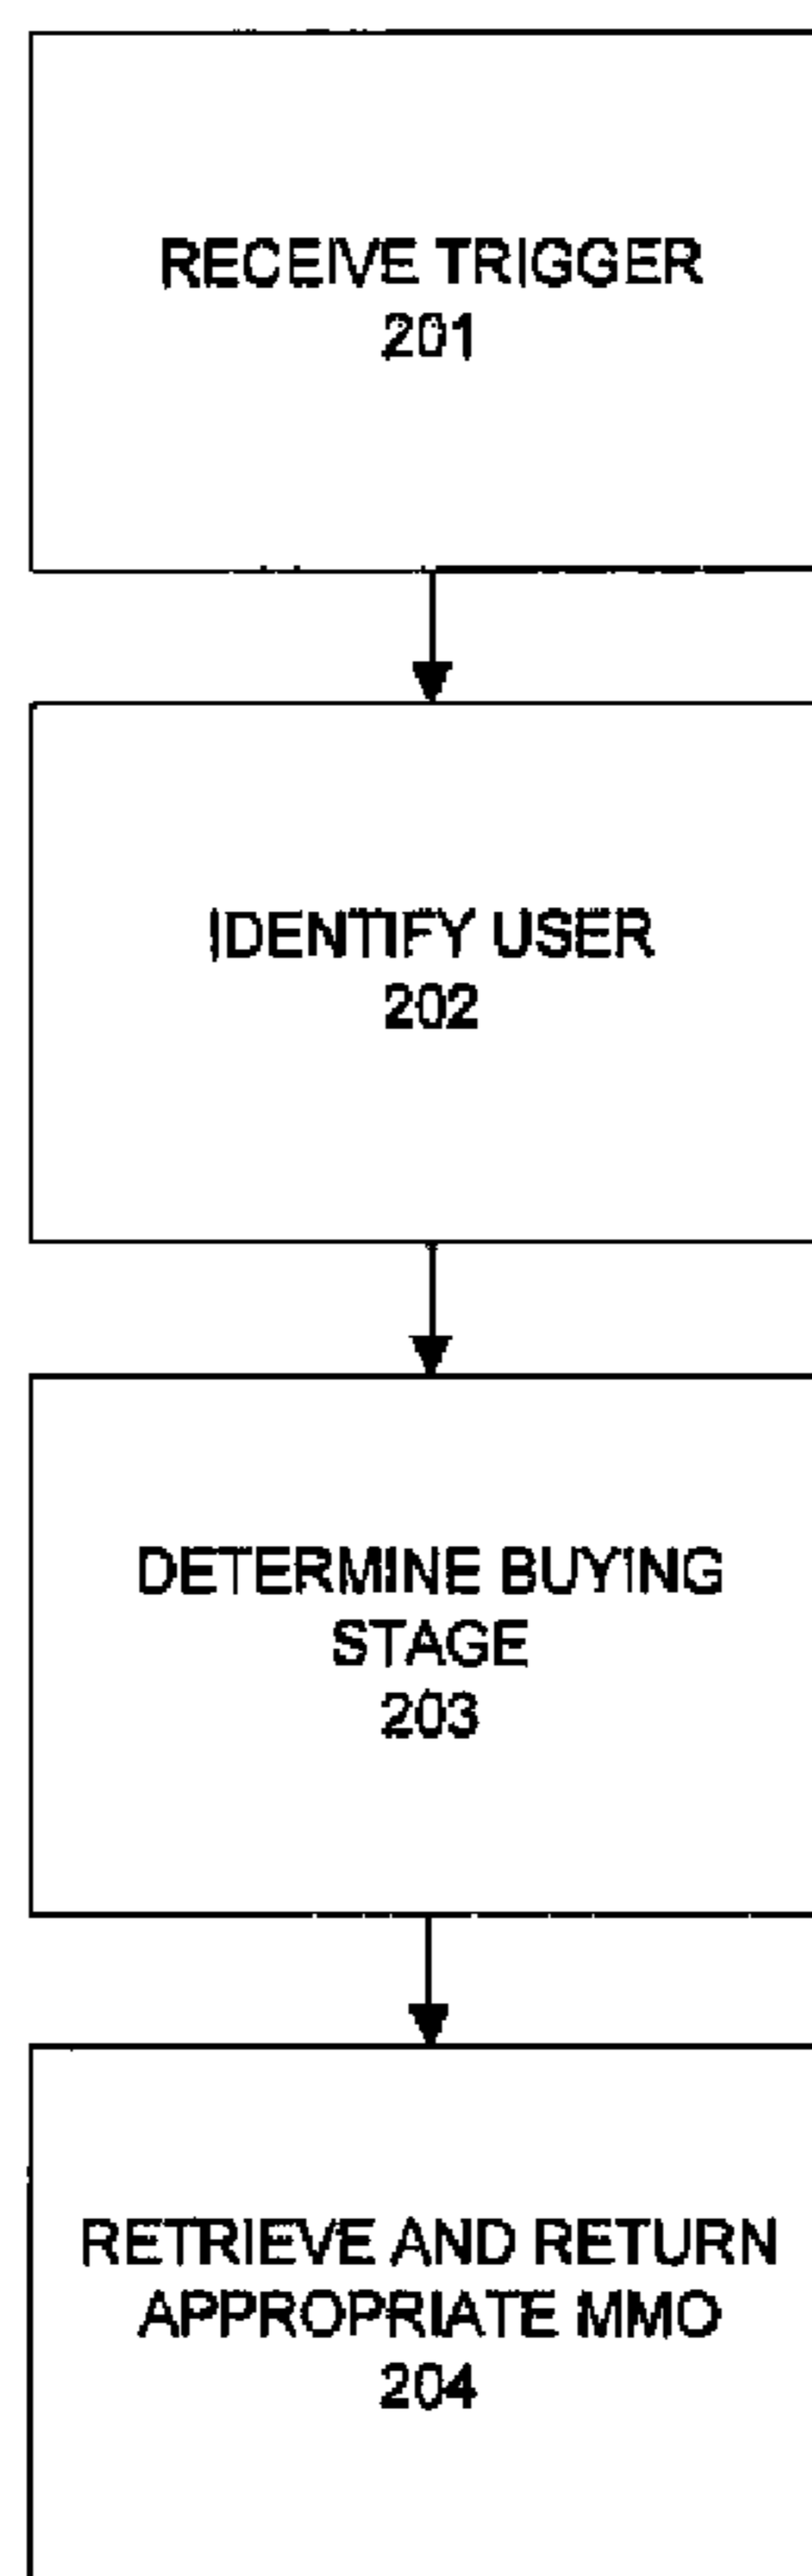 RECEIVE TRIGGER
201
IDENTIFY USER
202
DETERMINE BUYING
STAGE
203
RETRIEVE AND RETURN
APPROPRIATE MMO
204